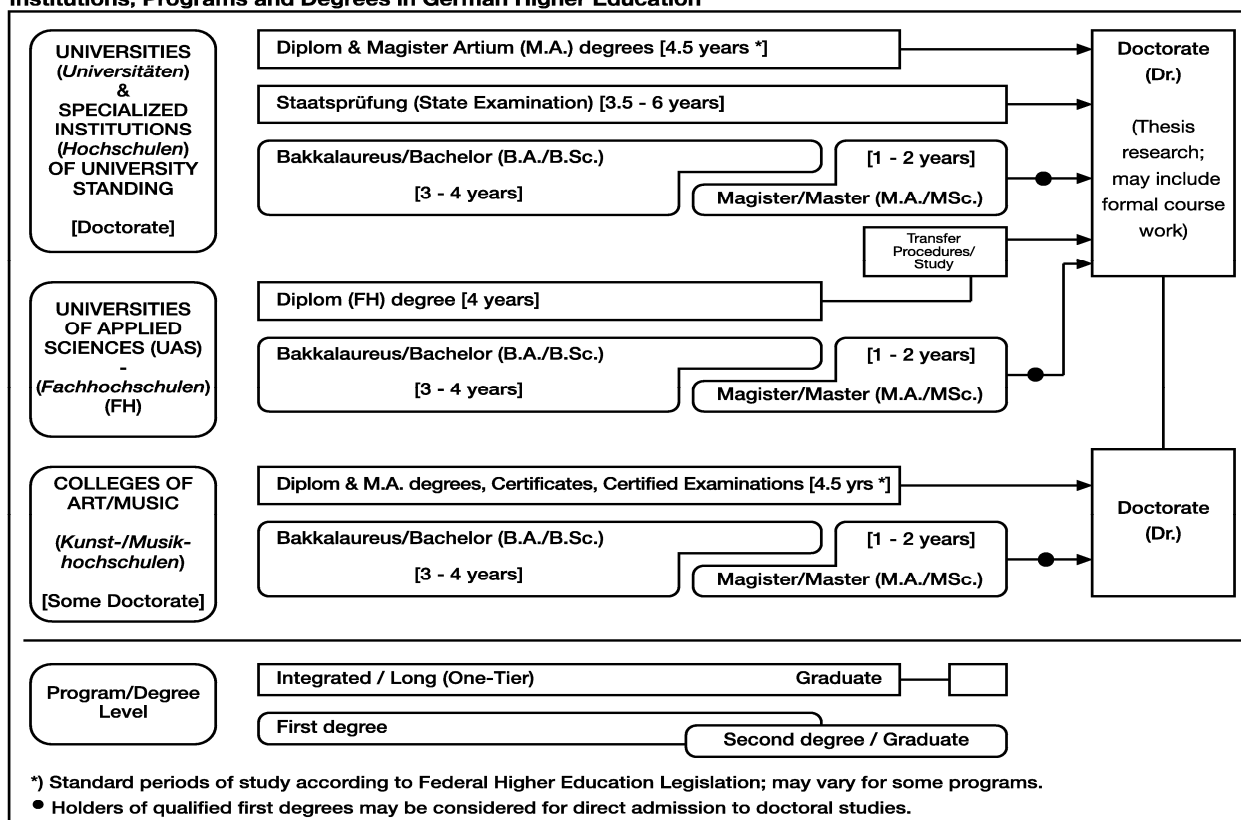 Institutions, Programs and Degrees in German Higher Education
UNIVERSITIES
(Universitäten)
&
SPECIALIZED
INSTITUTIONS
(Hochschulen)
OF UNIVERSITY
STANDING
[Doctorate]
Diplom & Magister Artium (M.A.) degrees [4.5 years *]
Staatsprüfung (State Examination) [3.5 - 6 years]
Bakkalaureus/Bachelor (B.A./B.Sc.)
[3 - 4 years]
[1 - 2 years]
Magister/Master (M.A./MSc.)
Doctorate
(Dr.)
(Thesis
research;
may include
formal course
work)
Transfer
Procedures/
Study
UNIVERSITIES
OF APPLIED
SCIENCES (UAS)
-
(Fachhochschulen)
(FH)
Diplom (FH) degree [4 years]
Bakkalaureus/Bachelor (B.A./B.Sc.)
[3 - 4 years]
[1 - 2 years]
Magister/Master (M.A./MSc.)
COLLEGES OF
ART/MUSIC
(Kunst-/Musik-
hochschulen)
[Some Doctorate]
Diplom & M.A. degrees, Certificates, Certified Examinations [4.5 yrs *]
Bakkalaureus/Bachelor (B.A./B.Sc.)
[3 - 4 years]
[1 - 2 years]
Magister/Master (M.A./MSc.)
Doctorate
(Dr.)
Program/Degree
Level
Integrated / Long (One-Tier) Graduate
First degree
Second degree / Graduate
*) Standard periods of study according to Federal Higher Education Legislation; may vary for some programs.
● Holders of qualified first degrees may be considered for direct admission to doctoral studies.